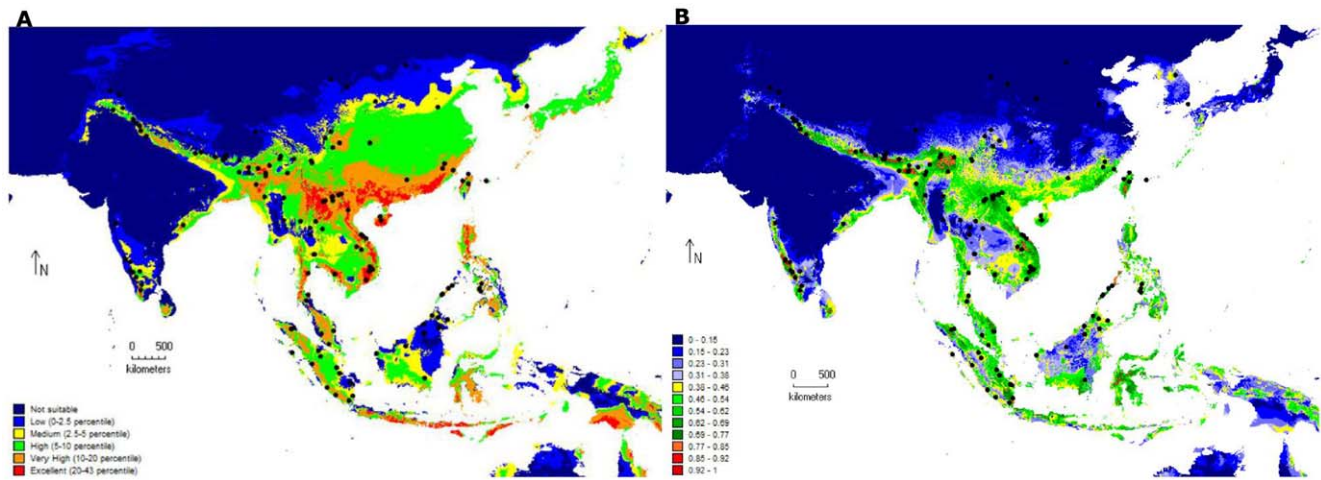 A
N
0 500
kilometers
Not suitable
Low (0-2.5 percentile)
Medium (2.5-5 percentile)
High (5-10 percentile)
Very High (10-20 percentile)
Excellent (20-43 percentile)
B
N
0 500
kilometers
0 - 0.15
0.15 - 0.23
0.23 - 0.31
0.31 - 0.38
0.38 - 0.46
0.46 - 0.54
0.54 - 0.62
0.62 - 0.69
0.69 - 0.77
0.77 - 0.85
0.85 - 0.92
0.92 - 1